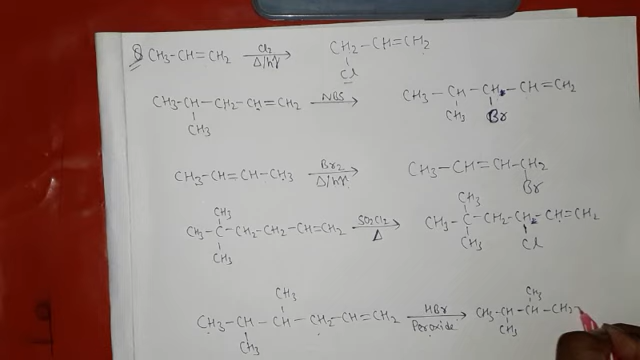 Q CH3-CH=CH2 Cl2 Δ/hν CH2-CH=CH2
Cl
CH3-CH-CH2-CH=CH2 NBS CH3-CH-CH-CH=CH2
CH3 CH3 Br
CH3-CH=CH-CH3 Br2 Δ/hν CH3-CH=CH-CH2
Br
CH3 CH3
CH3-C-CH2-CH2-CH=CH2 SO2Cl2 Δ CH3-C-CH2-CH-CH=CH2
CH3 CH3 Cl
CH3 CH3
CH3-CH-CH-CH2-CH=CH2 HBr Peroxide CH3-CH-CH-CH2
CH3 CH3